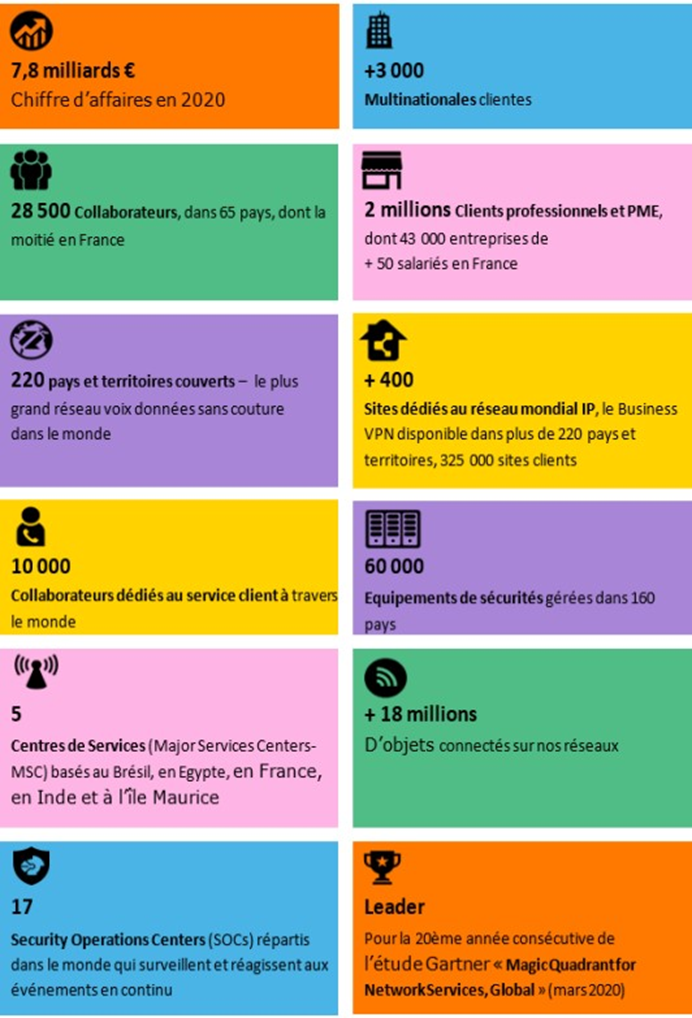 7,8 milliards €
Chiffre d'affaires en 2020
+3 000
Multinationales clientes
28 500 Collaborateurs, dans 65 pays, dont la
moitié en France
2 millions Clients professionnels et PME,
dont 43 000 entreprises de
+ 50 salariés en France
220 pays et territoires couverts – le plus
grand réseau voix données sans couture
dans le monde
+ 400
Sites dédiés au réseau mondial IP, le Business
VPN disponible dans plus de 220 pays et
territoires, 325 000 sites clients
10 000
Collaborateurs dédiés au service client à travers
le monde
60 000
Equipements de sécurités gérées dans 160
pays
5
Centres de Services (Major Services Centers-
MSC) basés au Brésil, en Egypte, en France,
en Inde et à l'île Maurice
+ 18 millions
D'objets connectés sur nos réseaux
17
Security Operations Centers (SOCs) répartis
dans le monde qui surveillent et réagissent aux
événements en continu
Leader
Pour la 20ème année consécutive de
l'étude Gartner « Magic Quadrant for
Network Services, Global » (mars 2020)